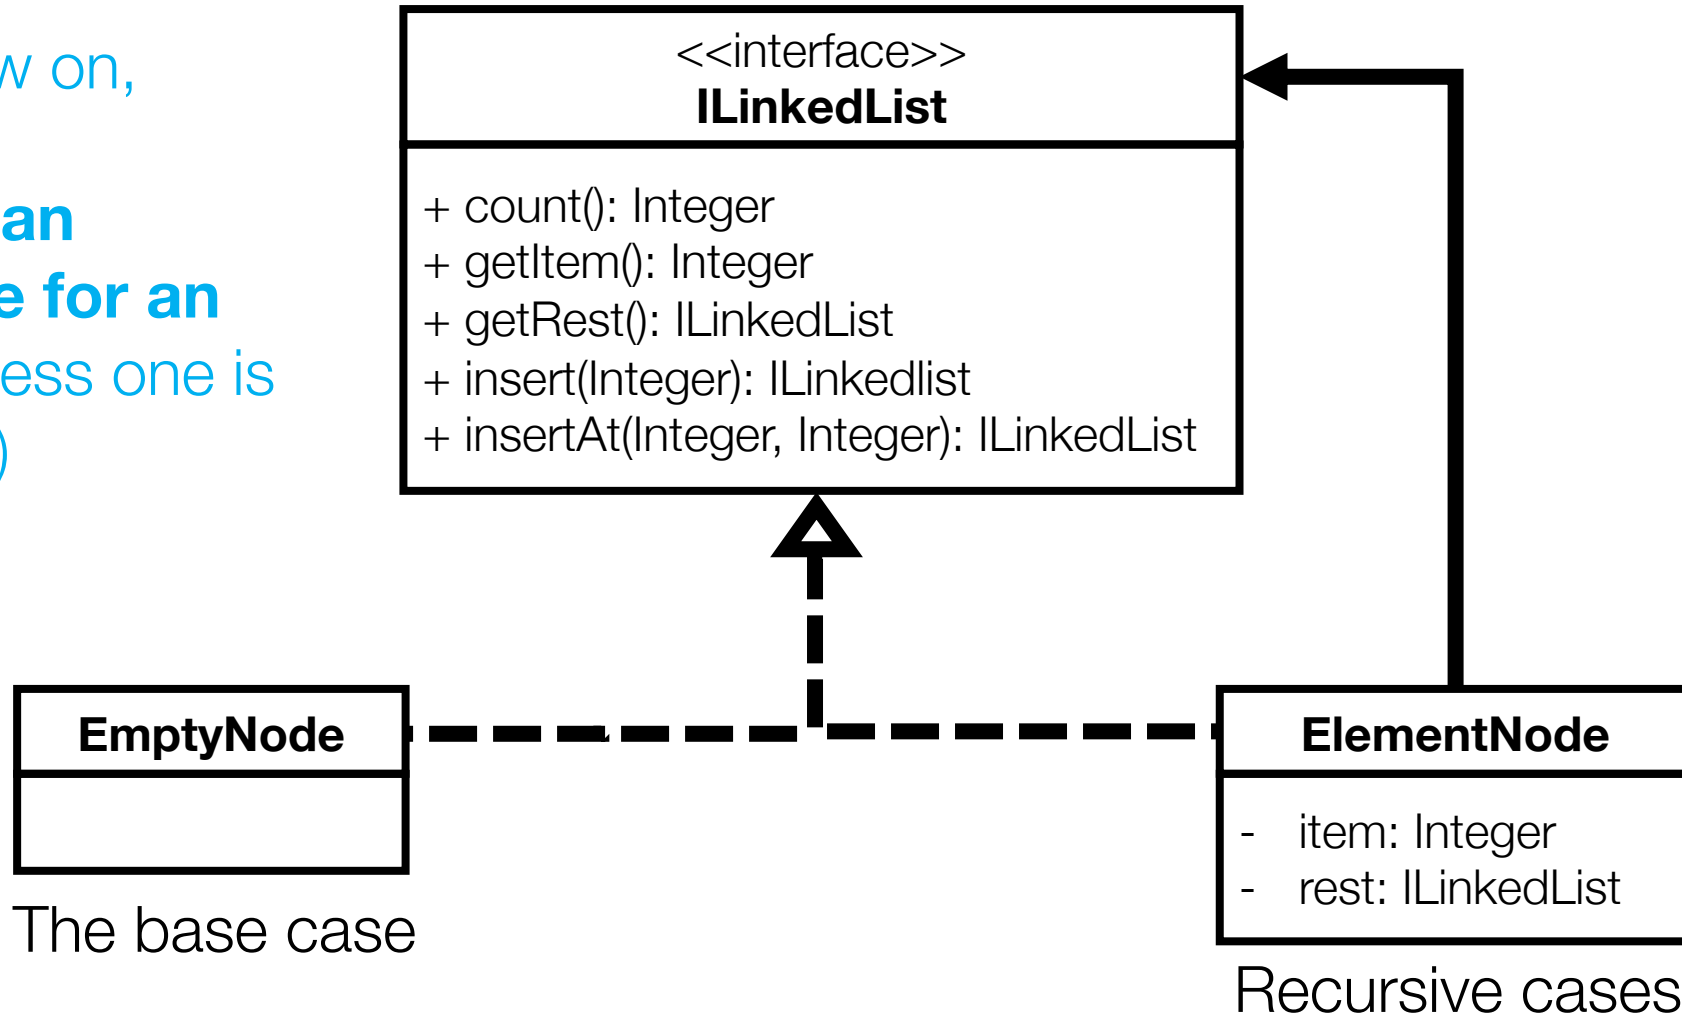 w on,
an
e for an
ess one is
)
<<interface>>
ILinkedList
+ count(): Integer
+ getItem(): Integer
+ getRest(): ILinkedList
+ insert(Integer): ILinkedlist
+ insertAt(Integer, Integer): ILinkedList
EmptyNode
The base case
ElementNode
- item: Integer
- rest: ILinkedList
Recursive cases